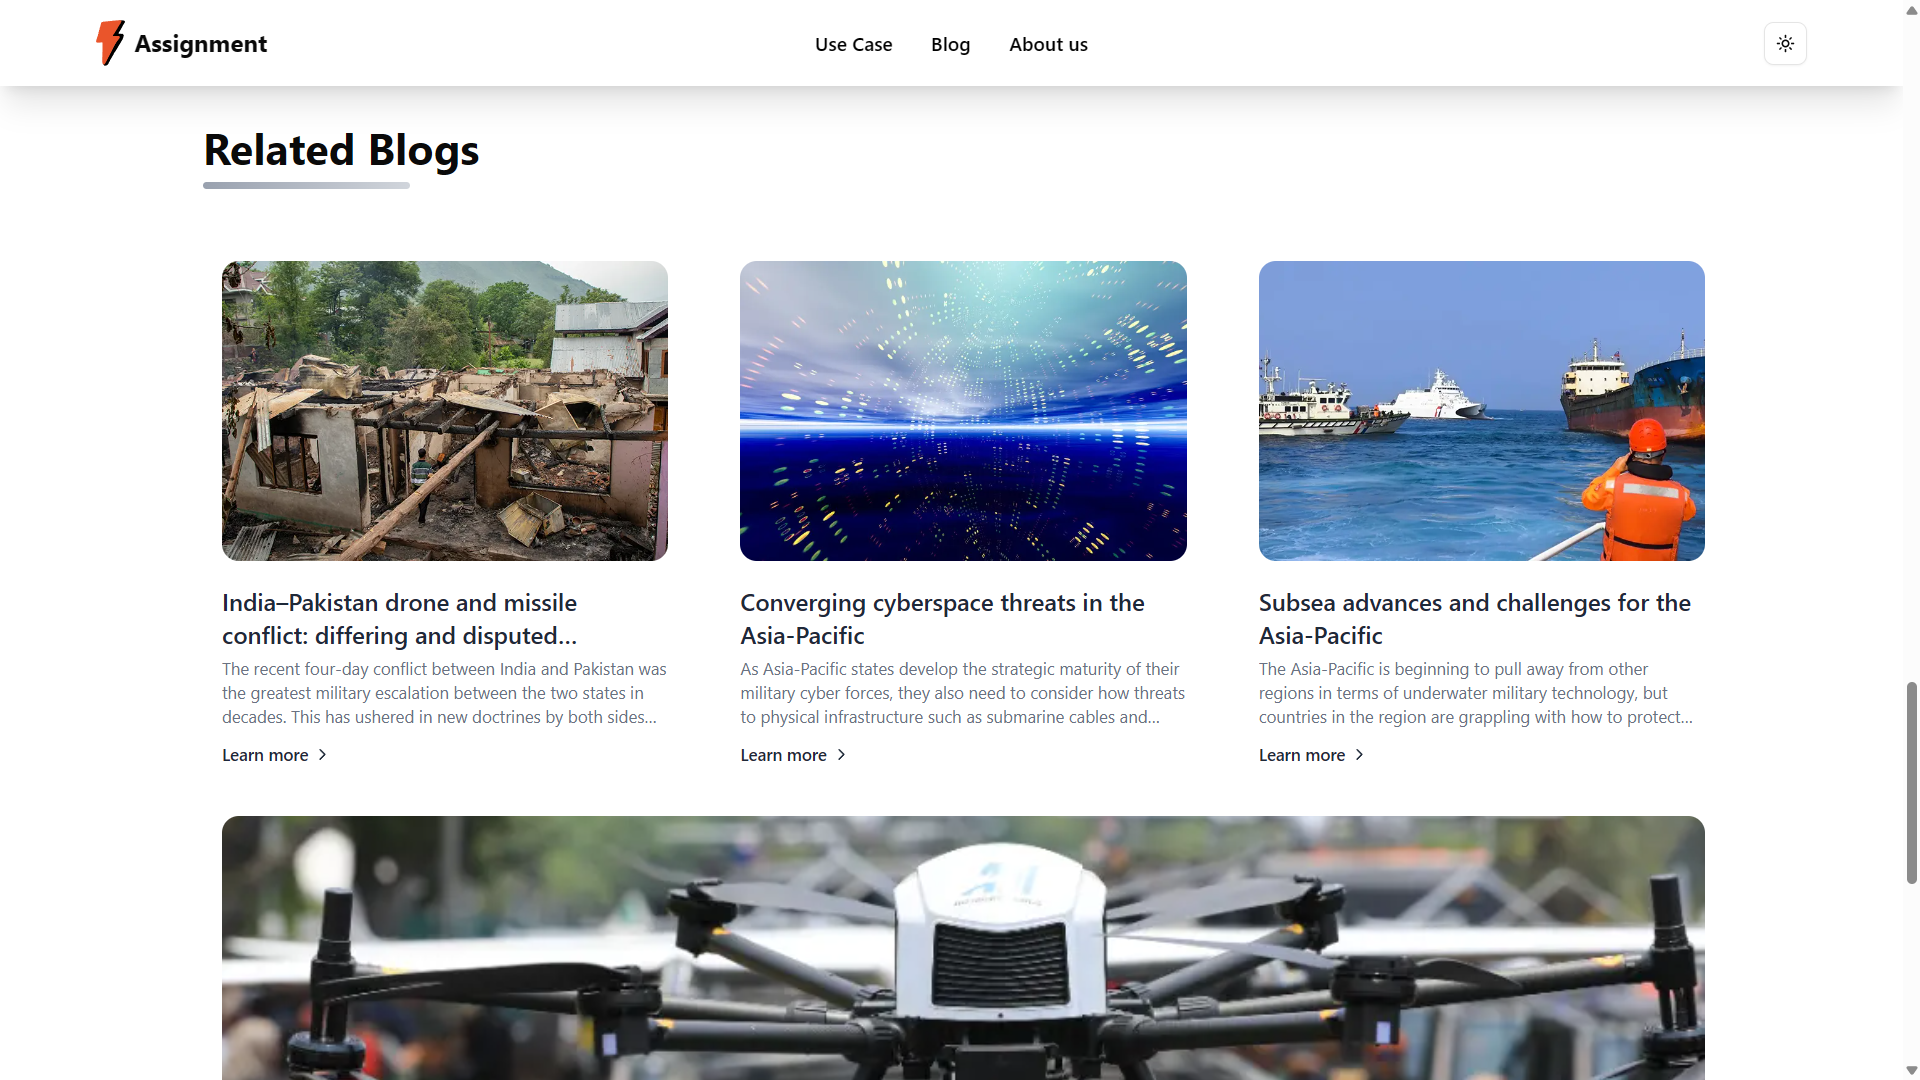 Assignment
Use Case
Blog
About us
Related Blogs
India–Pakistan drone and missile
conflict: differing and disputed...
The recent four-day conflict between India and Pakistan was
the greatest military escalation between the two states in
decades. This has ushered in new doctrines by both sides...
Learn more
Converging cyberspace threats in the
Asia-Pacific
As Asia-Pacific states develop the strategic maturity of their
military cyber forces, they also need to consider how threats
to physical infrastructure such as submarine cables and...
Learn more
Subsea advances and challenges for the
Asia-Pacific
The Asia-Pacific is beginning to pull away from other
regions in terms of underwater military technology, but
countries in the region are grappling with how to protect...
Learn more